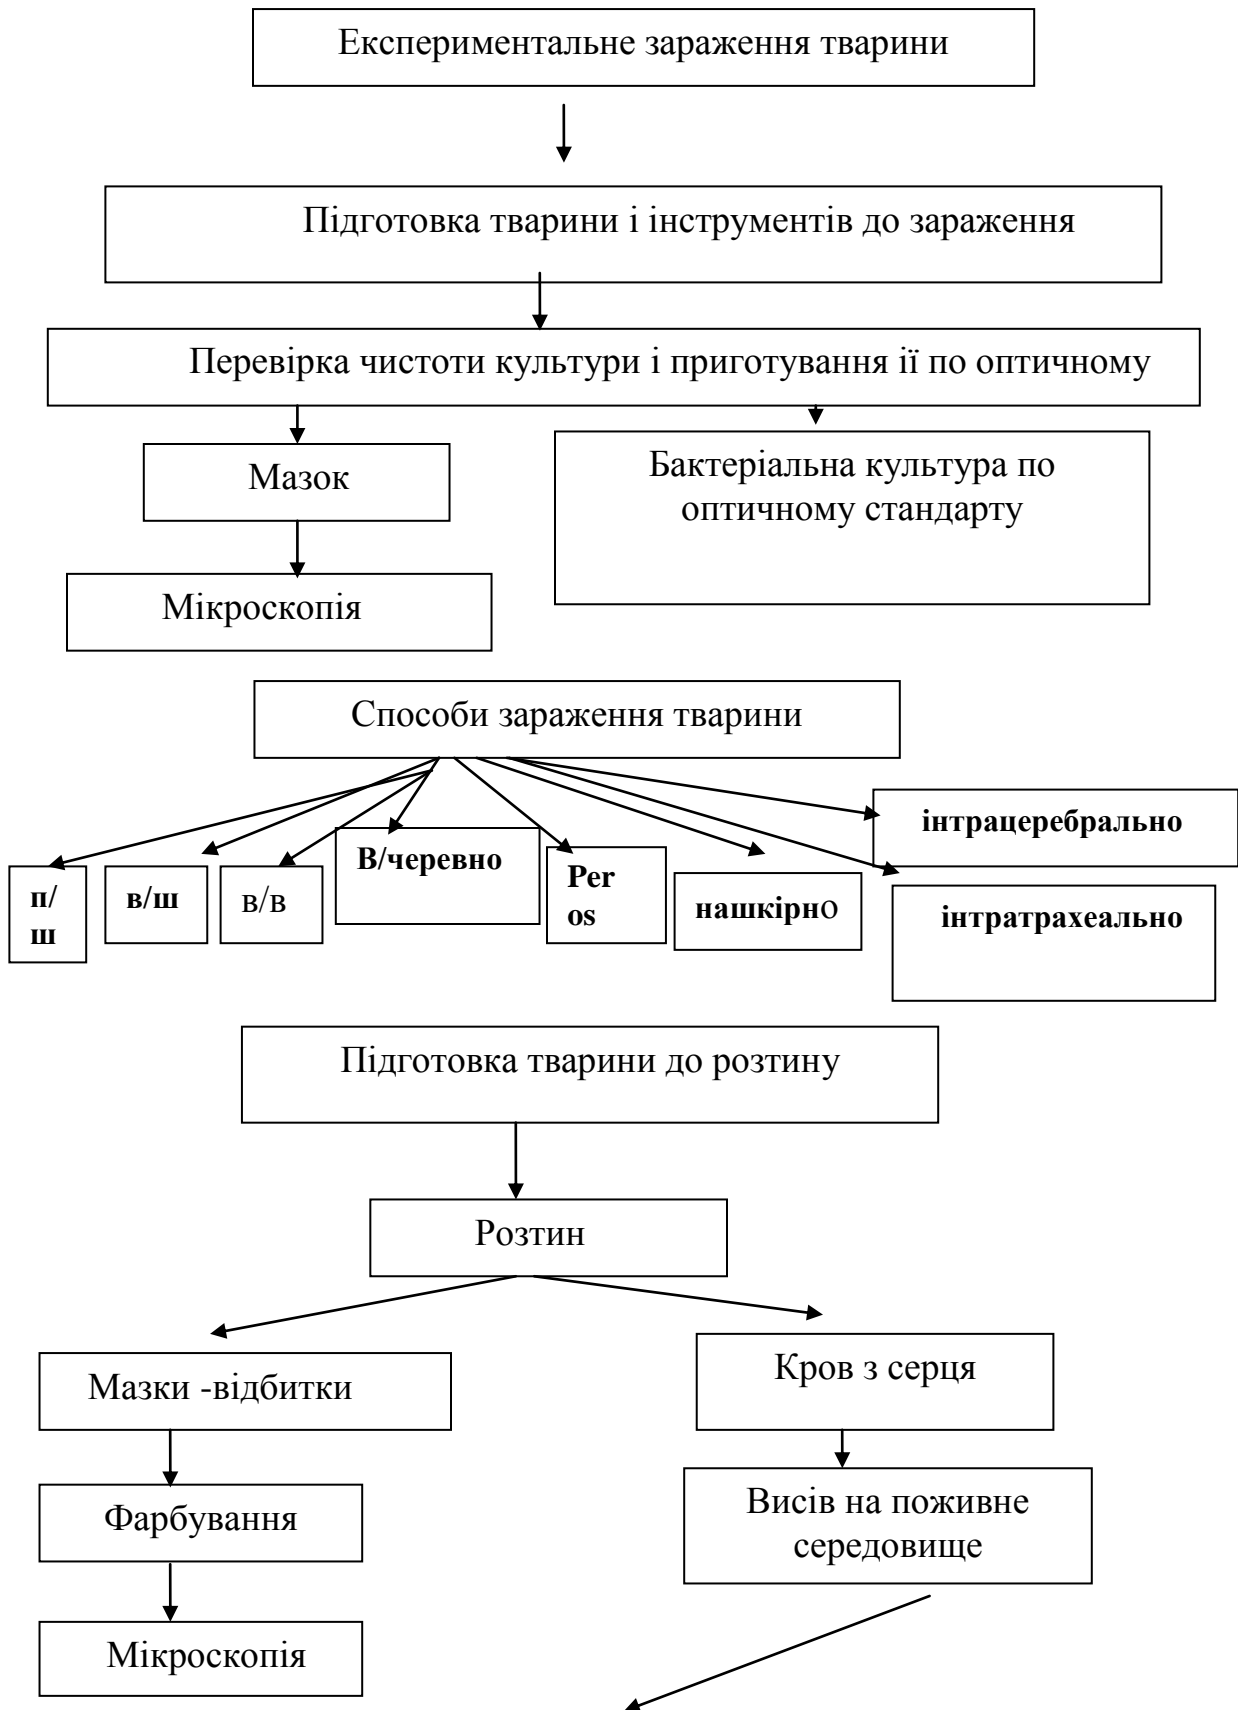 Експериментальне зараження тварини
Підготовка тварини і інструментів до зараження
Перевірка чистоти культури і приготування ії по оптичному
Мазок
Бактеріальна культура по
оптичному стандарту
Мікроскопія
Способи зараження тварини
п/
ш
в/ш
в/в
В/черевно
Per
os
нашкірно
інтрацеребрально
інтратрахеально
Підготовка тварини до розтину
Розтин
Мазки -відбитки
Кров з серця
Фарбування
Висів на поживне
середовище
Мікроскопія